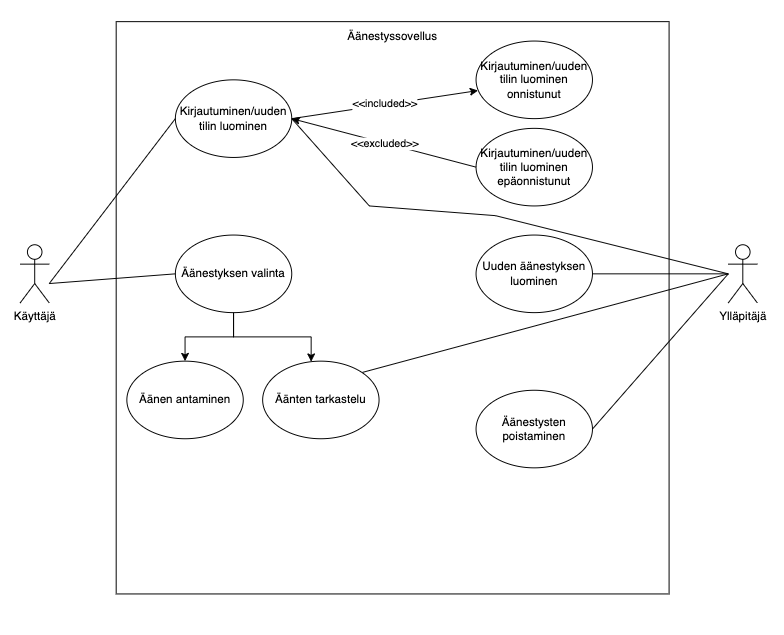 Äänestyssovellus
Kirjautuminen/uuden
tilin luominen
<<included>>
Kirjautuminen/uuden
tilin luominen
onnistunut
<<excluded>>
Kirjautuminen/uuden
tilin luominen
epäonnistunut
Käyttäjä
Äänestyksen valinta
Uuden äänestyksen
luominen
Ylläpitäjä
Äänen antaminen
Äänten tarkastelu
Äänestysten
poistaminen